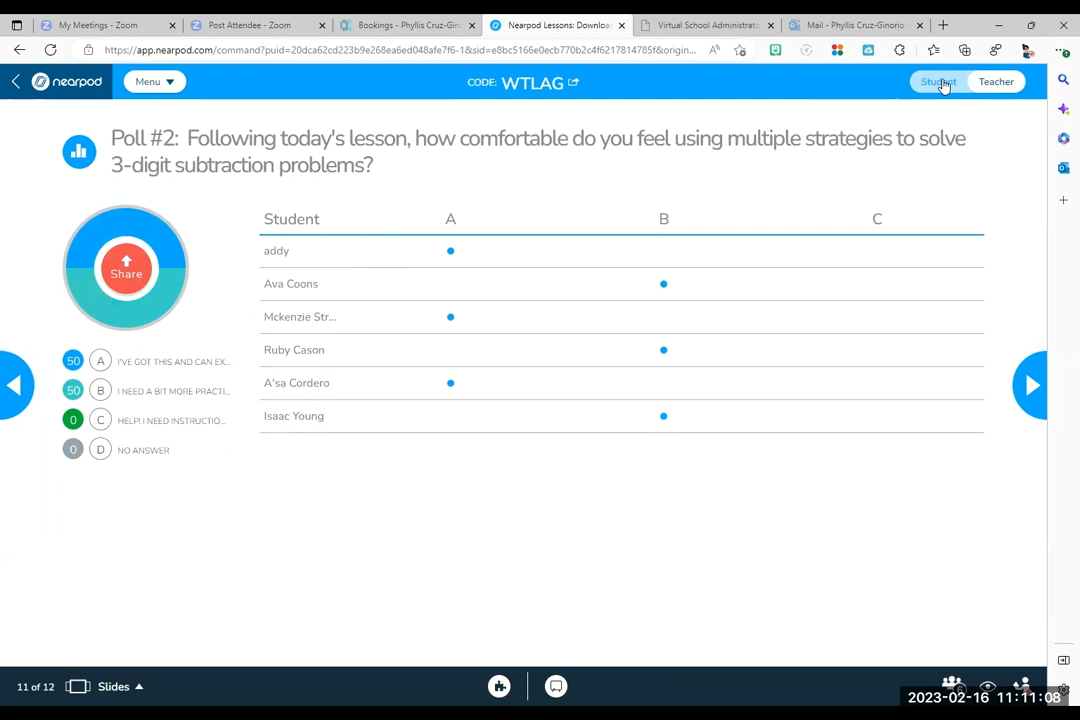 My Meetings - Zoom
Post Attendee - Zoom
Bookings - Phyllis Cruz-Gin
Nearpod Lessons: Downloa
Virtual School Administrato
Mail - Phyllis Cruz-Ginorio
https://app.nearpod.com/command?puid=20dca62cd223b9e268ea6ed048afe7f6-1&sid=e8bc5166e0ecb770b2c4f6217814785f&origin...
nearpod
Menu
CODE: WTLAG
Student
Teacher
Poll #2: Following today's lesson, how comfortable do you feel using multiple strategies to solve
3-digit subtraction problems?
Share
Student A B C
addy
Ava Coons
Mckenzie Str...
Ruby Cason
A'sa Cordero
Isaac Young
50 A I'VE GOT THIS AND CAN EX...
50 B I NEED A BIT MORE PRACTI...
0 C HELP! I NEED INSTRUCTIO...
0 D NO ANSWER
11 of 12 Slides
2023-02-16 11:11:08